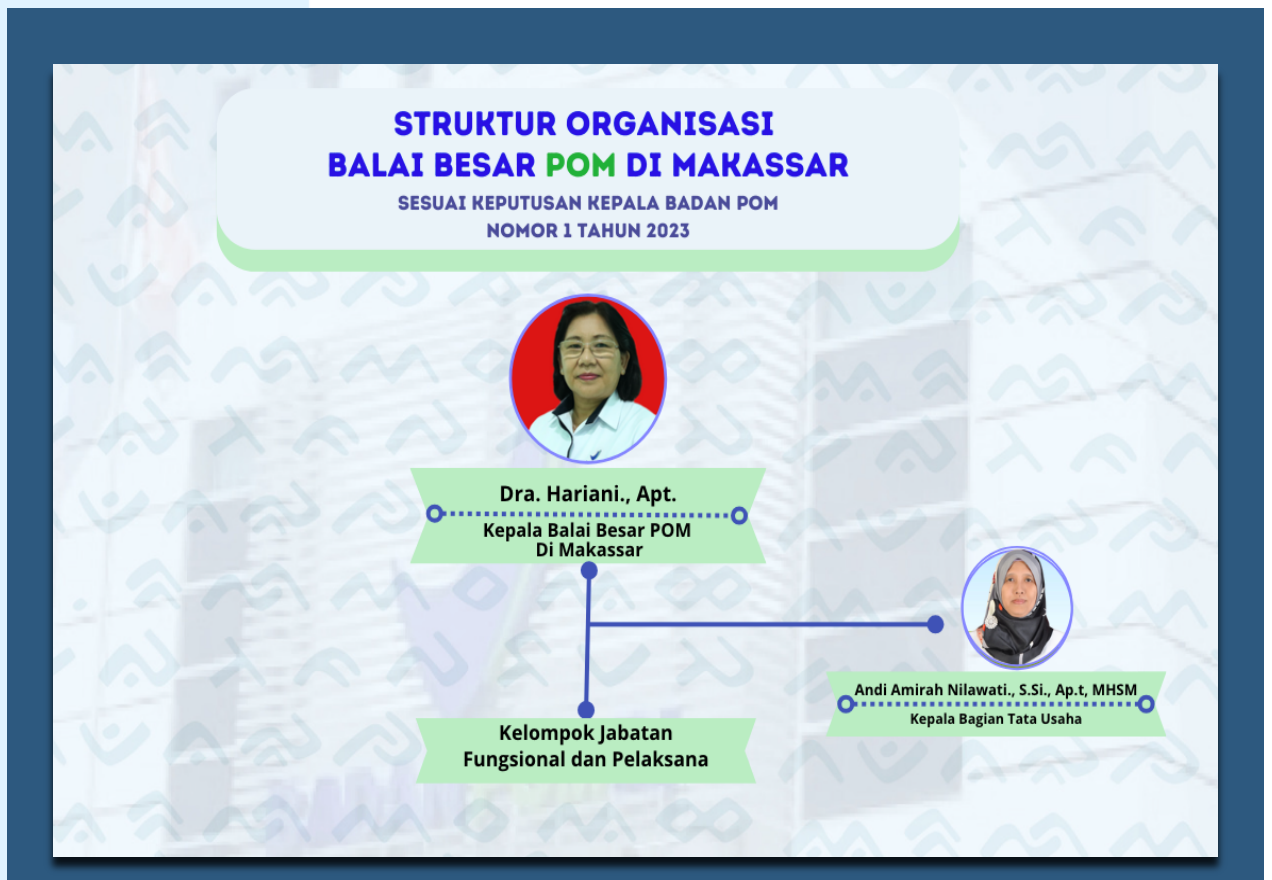 STRUKTUR ORGANISASI
BALAI BESAR POM DI MAKASSAR
SESUAI KEPUTUSAN KEPALA BADAN POM
NOMOR 1 TAHUN 2023
Dra. Hariani., Apt.
Kepala Balai Besar POM
Di Makassar
Andi Amirah Nilawati., S.Si., Ap.t, MHSM
Kepala Bagian Tata Usaha
Kelompok Jabatan
Fungsional dan Pelaksana